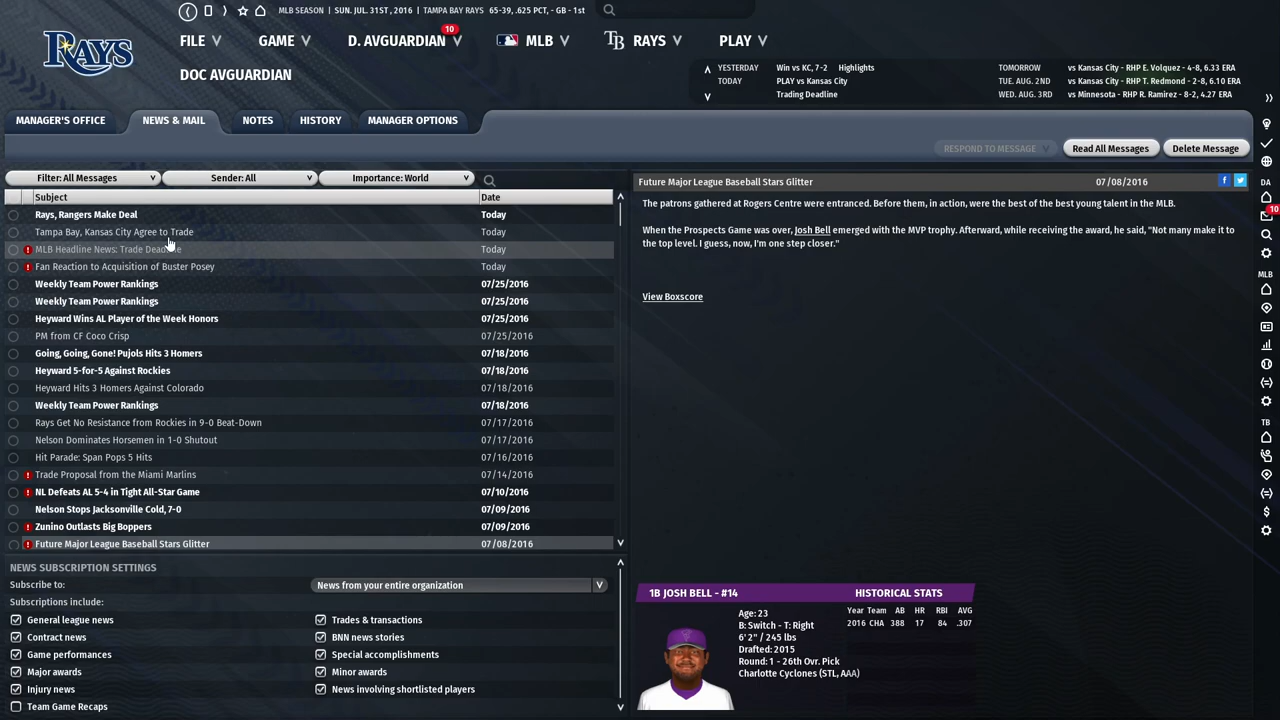 MLB SEASON | SUN. JUL. 31ST, 2016 | TAMPA BAY RAYS 65-39, .625 PCT, - GB - 1st
RAYS
FILE GAME D. AVGUARDIAN 10 MLB TB RAYS PLAY
DOC AVGUARDIAN
YESTERDAY Win vs KC, 7-2 Highlights TOMORROW vs Kansas City - RHP E. Volquez - 4-8, 6.33 ERA
TODAY PLAY vs Kansas City TUE. AUG. 2ND vs Kansas City - RHP T. Redmond - 2-8, 6.10 ERA
Trading Deadline WED. AUG. 3RD vs Minnesota - RHP R. Ramirez - 8-2, 4.27 ERA
MANAGER'S OFFICE NEWS & MAIL NOTES HISTORY MANAGER OPTIONS
RESPOND TO MESSAGE Read All Messages Delete Message
Filter: All Messages Sender: All Importance: World
Subject Date
Rays, Rangers Make Deal Today
Tampa Bay, Kansas City Agree to Trade Today
MLB Headline News: Trade Today
Fan Reaction to Acquisition of Buster Posey Today
Weekly Team Power Rankings 07/25/2016
Weekly Team Power Rankings 07/25/2016
Heyward Wins AL Player of the Week Honors 07/25/2016
PM from CF Coco Crisp 07/25/2016
Going, Going, Gone! Pujols Hits 3 Homers 07/18/2016
Heyward 5-for-5 Against Rockies 07/18/2016
Heyward Hits 3 Homers Against Colorado 07/18/2016
Weekly Team Power Rankings 07/18/2016
Rays Get No Resistance from Rockies in 9-0 Beat-Down 07/17/2016
Nelson Dominates Horsemen in 1-0 Shutout 07/17/2016
Hit Parade: Span Pops 5 Hits 07/16/2016
Trade Proposal from the Miami Marlins 07/14/2016
NL Defeats AL 5-4 in Tight All-Star Game 07/10/2016
Nelson Stops Jacksonville Cold, 7-0 07/09/2016
Zunino Outlasts Big Boppers 07/09/2016
Future Major League Baseball Stars Glitter 07/08/2016
NEWS SUBSCRIPTION SETTINGS
Subscribe to: News from your entire organization
Subscriptions include:
General league news Trades & transactions
Contract news BNN news stories
Game performances Special accomplishments
Major awards Minor awards
Injury news News involving shortlisted players
Team Game Recaps
Future Major League Baseball Stars Glitter 07/08/2016
The patrons gathered at Rogers Centre were entranced. Before them, in action, were the best of the best young talent in the MLB.
When the Prospects Game was over, Josh Bell emerged with the MVP trophy. Afterward, while receiving the award, he said, "Not many make it to
the top level. I guess, now, I'm one step closer."
View Boxscore
1B JOSH BELL - #14 HISTORICAL STATS
Age: 23
B: Switch - T: Right
6' 2" / 245 lbs
Drafted: 2015
Round: 1 - 26th Ovr. Pick
Charlotte Cyclones (STL, AAA)
Year Team AB HR RBI AVG
2016 CHA 388 17 84 .307
DA
10
MLB
TB